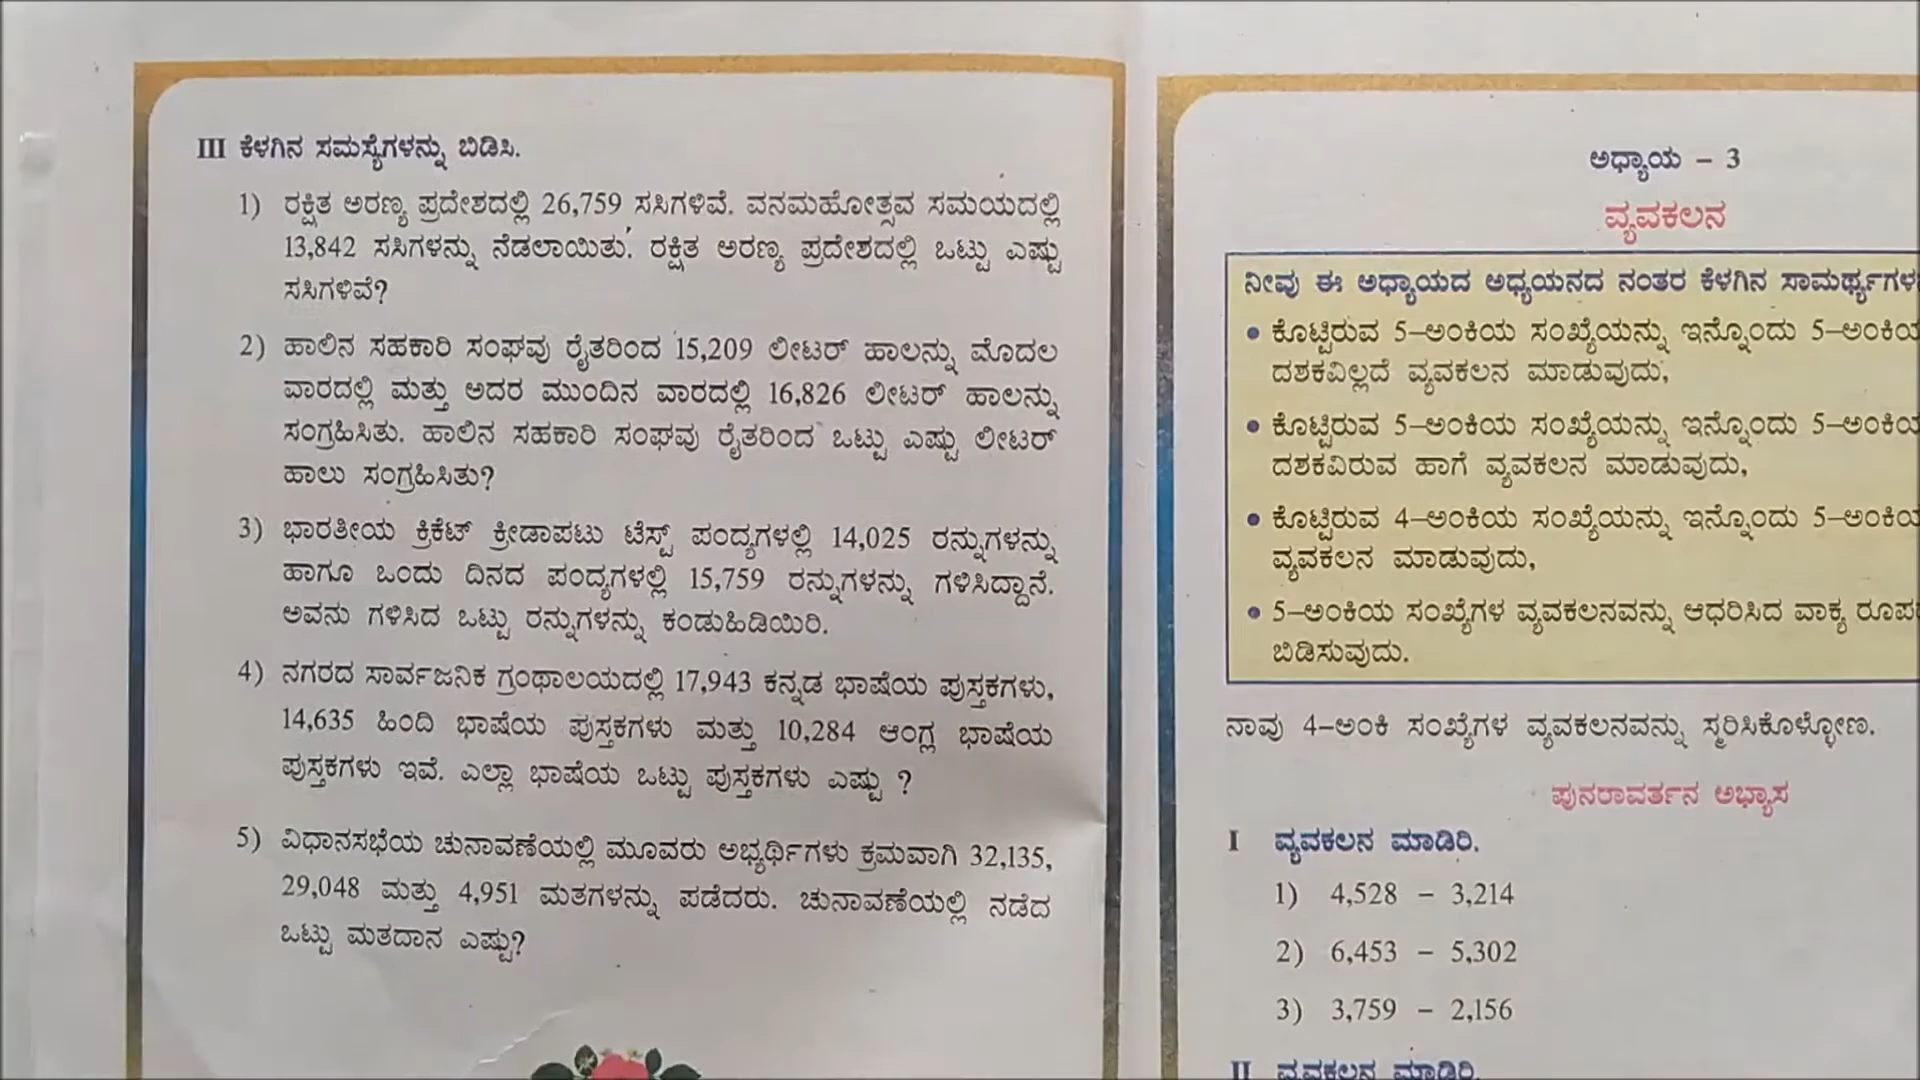 III ಕೆಳಗಿನ ಸಮಸ್ಯೆಗಳನ್ನು ಬಿಡಿಸಿ.
1) ರಕ್ಷಿತ ಅರಣ್ಯ ಪ್ರದೇಶದಲ್ಲಿ 26,759 ಸಸಿಗಳಿವೆ. ವನಮಹೋತ್ಸವ ಸಮಯದಲ್ಲಿ
13,842 ಸಸಿಗಳನ್ನು ನೆಡಲಾಯಿತು. ರಕ್ಷಿತ ಅರಣ್ಯ ಪ್ರದೇಶದಲ್ಲಿ ಒಟ್ಟು ಎಷ್ಟು
ಸಸಿಗಳಿವೆ?
2) ಹಾಲಿನ ಸಹಕಾರಿ ಸಂಘವು ರೈತರಿಂದ 15,209 ಲೀಟರ್ ಹಾಲನ್ನು ಮೊದಲ
ವಾರದಲ್ಲಿ ಮತ್ತು ಅದರ ಮುಂದಿನ ವಾರದಲ್ಲಿ 16,826 ಲೀಟರ್ ಹಾಲನ್ನು
ಸಂಗ್ರಹಿಸಿತು. ಹಾಲಿನ ಸಹಕಾರಿ ಸಂಘವು ರೈತರಿಂದ ಒಟ್ಟು ಎಷ್ಟು ಲೀಟರ್
ಹಾಲು ಸಂಗ್ರಹಿಸಿತು?
3) ಭಾರತೀಯ ಕ್ರಿಕೆಟ್ ಕ್ರೀಡಾಪಟು ಟೆಸ್ಟ್ ಪಂದ್ಯಗಳಲ್ಲಿ 14,025 ರನ್ನುಗಳನ್ನು
ಹಾಗೂ ಒಂದು ದಿನದ ಪಂದ್ಯಗಳಲ್ಲಿ 15,759 ರನ್ನುಗಳನ್ನು ಗಳಿಸಿದ್ದಾನೆ.
ಅವನು ಗಳಿಸಿದ ಒಟ್ಟು ರನ್ನುಗಳನ್ನು ಕಂಡುಹಿಡಿಯಿರಿ.
4) ನಗರದ ಸಾರ್ವಜನಿಕ ಗ್ರಂಥಾಲಯದಲ್ಲಿ 17,943 ಕನ್ನಡ ಭಾಷೆಯ ಪುಸ್ತಕಗಳು,
14,635 ಹಿಂದಿ ಭಾಷೆಯ ಪುಸ್ತಕಗಳು ಮತ್ತು 10,284 ಆಂಗ್ಲ ಭಾಷೆಯ
ಪುಸ್ತಕಗಳು ಇವೆ. ಎಲ್ಲಾ ಭಾಷೆಯ ಒಟ್ಟು ಪುಸ್ತಕಗಳು ಎಷ್ಟು ?
5) ವಿಧಾನಸಭೆಯ ಚುನಾವಣೆಯಲ್ಲಿ ಮೂವರು ಅಭ್ಯರ್ಥಿಗಳು ಕ್ರಮವಾಗಿ 32,135,
29,048 ಮತ್ತು 4,951 ಮತಗಳನ್ನು ಪಡೆದರು. ಚುನಾವಣೆಯಲ್ಲಿ ನಡೆದ
ಒಟ್ಟು ಮತದಾನ ಎಷ್ಟು?
ಅಧ್ಯಾಯ – 3
ವ್ಯವಕಲನ
ನೀವು ಈ ಅಧ್ಯಾಯದ ಅಧ್ಯಯನದ ನಂತರ ಕೆಳಗಿನ ಸಾಮರ್ಥ್ಯಗಳ
• ಕೊಟ್ಟಿರುವ 5–ಅಂಕಿಯ ಸಂಖ್ಯೆಯನ್ನು ಇನ್ನೊಂದು 5–ಅಂಕಿಯ
ದಶಕವಿಲ್ಲದೆ ವ್ಯವಕಲನ ಮಾಡುವುದು,
• ಕೊಟ್ಟಿರುವ 5–ಅಂಕಿಯ ಸಂಖ್ಯೆಯನ್ನು ಇನ್ನೊಂದು 5–ಅಂಕಿಯ
ದಶಕವಿರುವ ಹಾಗೆ ವ್ಯವಕಲನ ಮಾಡುವುದು,
• ಕೊಟ್ಟಿರುವ 4–ಅಂಕಿಯ ಸಂಖ್ಯೆಯನ್ನು ಇನ್ನೊಂದು 5–ಅಂಕಿಯ
ವ್ಯವಕಲನ ಮಾಡುವುದು,
• 5–ಅಂಕಿಯ ಸಂಖ್ಯೆಗಳ ವ್ಯವಕಲನವನ್ನು ಆಧರಿಸಿದ ವಾಕ್ಯ ರೂಪ
ಬಿಡಿಸುವುದು.
ನಾವು 4–ಅಂಕಿ ಸಂಖ್ಯೆಗಳ ವ್ಯವಕಲನವನ್ನು ಸ್ಮರಿಸಿಕೊಳ್ಳೋಣ.
ಪುನರಾವರ್ತನ ಅಭ್ಯಾಸ
I ವ್ಯವಕಲನ ಮಾಡಿರಿ.
1) 4,528 – 3,214
2) 6,453 – 5,302
3) 3,759 – 2,156
II ವ್ಯವಕಲನ ಮಾಡಿರಿ.